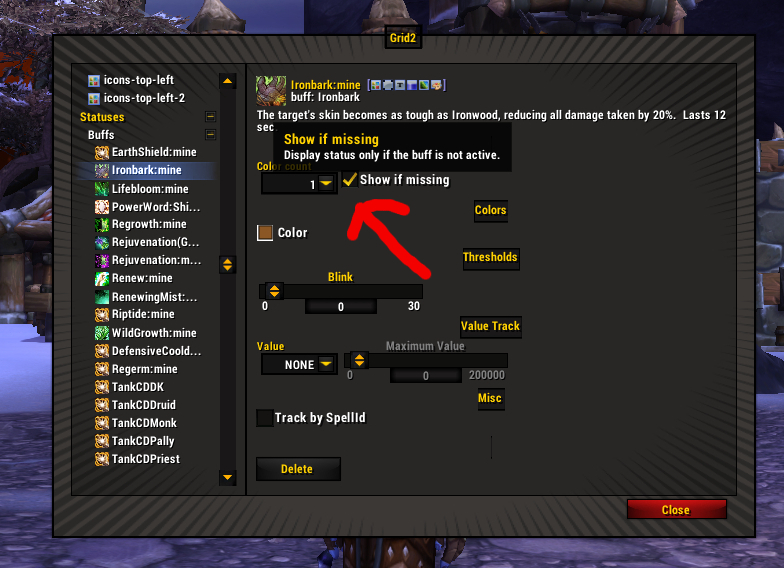 Grid2
icons-top-left
icons-top-left-2
Statuses
Buffs
EarthShield:mine
Ironbark:mine
Lifebloom:mine
PowerWord:Shi...
Regrowth:mine
Rejuvenation(G...
Rejuvenation:m...
Renew:mine
RenewingMist:...
Riptide:mine
WildGrowth:mine
DefensiveCoold...
Regerm:mine
TankCDDK
TankCDDruid
TankCDMonk
TankCDPally
TankCDPriest
Ironbark:mine
buff: Ironbark
The target's skin becomes as tough as Ironwood, reducing all damage taken by 20%. Lasts 12
sec
Show if missing
Display status only if the buff is not active.
Color count
1
Show if missing
Colors
Color
Thresholds
Blink
0
0
30
Value Track
Value
NONE
Maximum Value
0
0
200000
Misc
Track by SpellId
Delete
Close